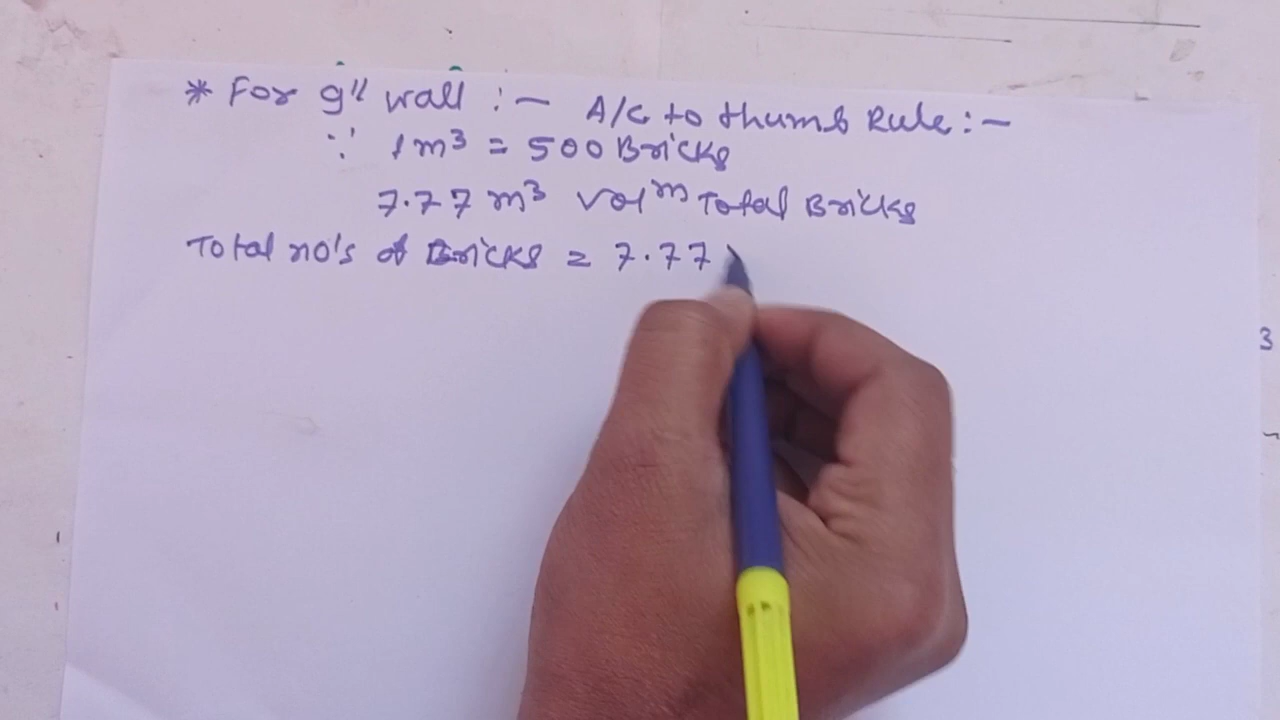 * For 9" wall :- A/c to thumb Rule :-
∵ 1m³ = 500 Bricks
7.77 m³ volᵐ Total Bricks
Total no's of Bricks = 7.77
3